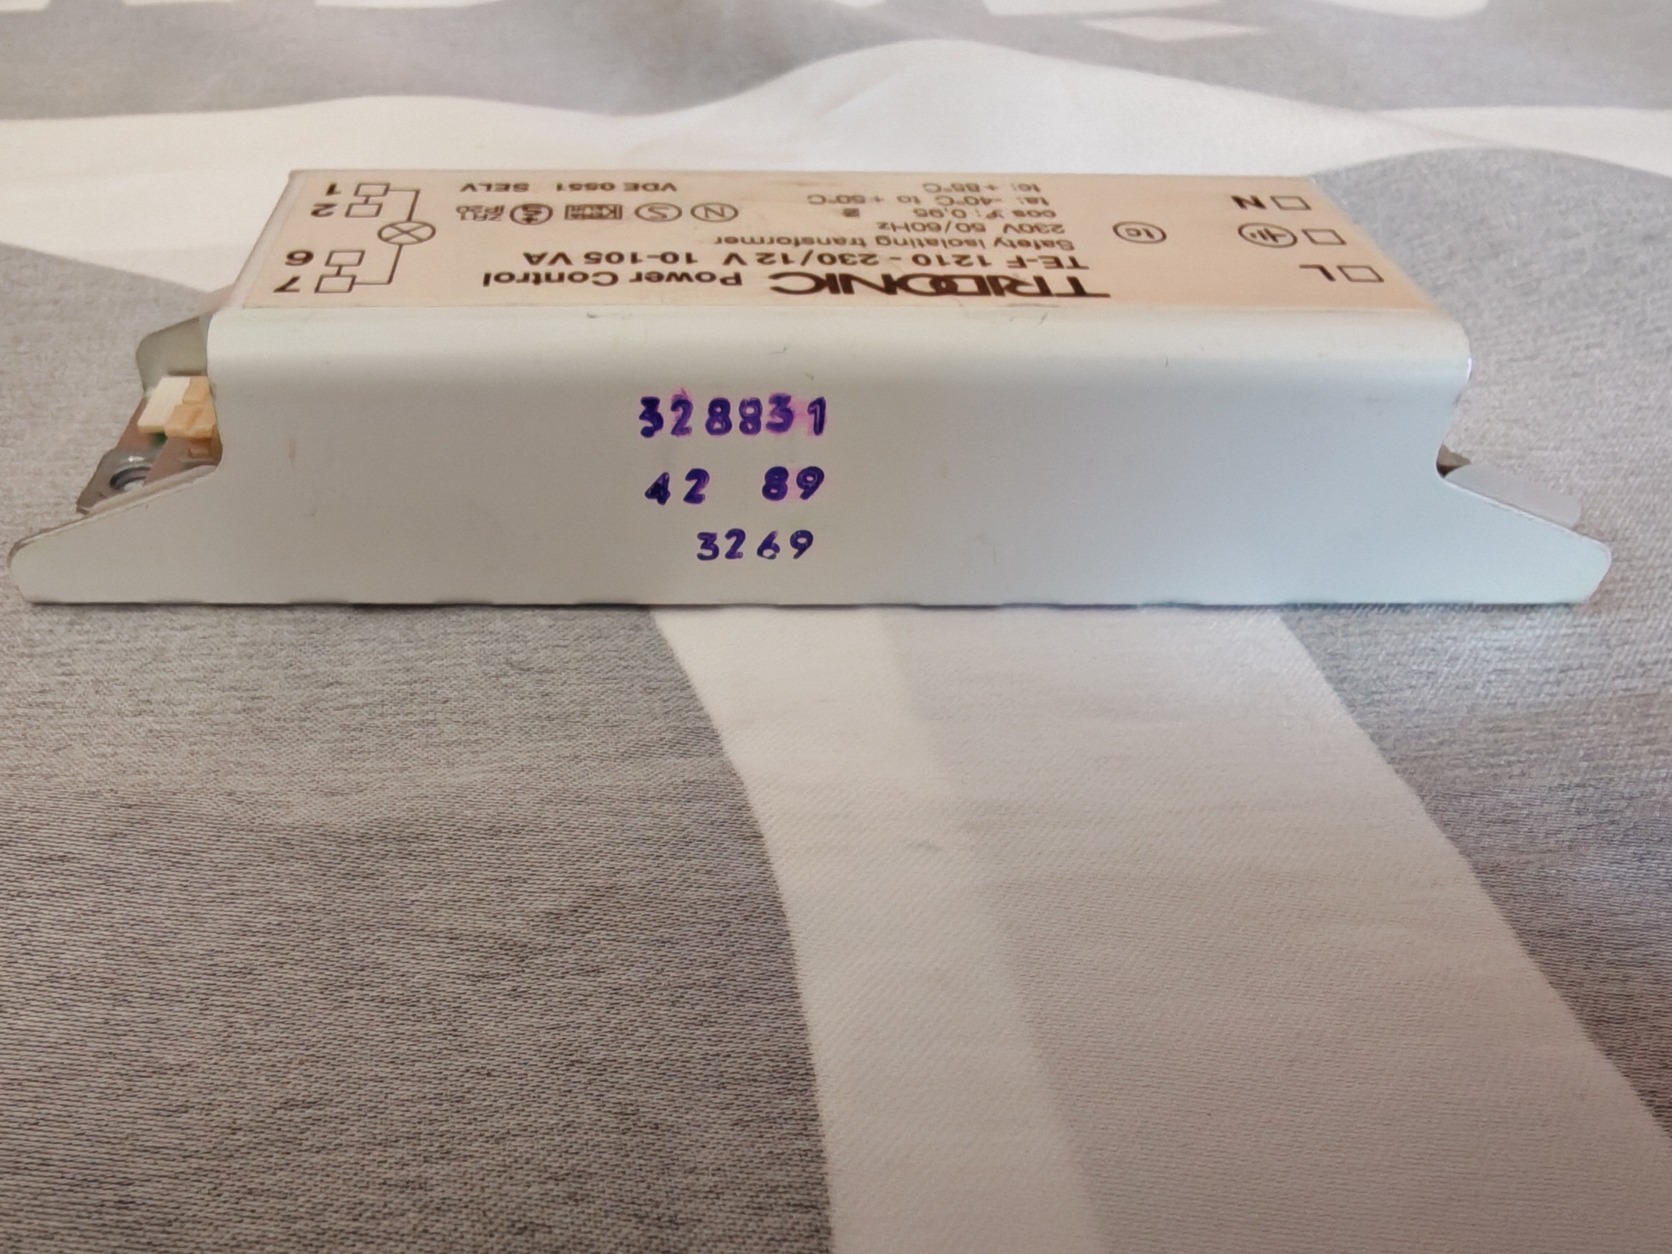 TRIDONIC Power Control
TE-F 1210 - 230/12 V 10-105 VA
Safety isolating transformer
230V 50/60Hz
cos φ: 0,95
ta: -40°C to +50°C
tc: +85°C
VDE 0551 SELV
N S
tc
L
N
7
6
2
1
328831
42 89
3269